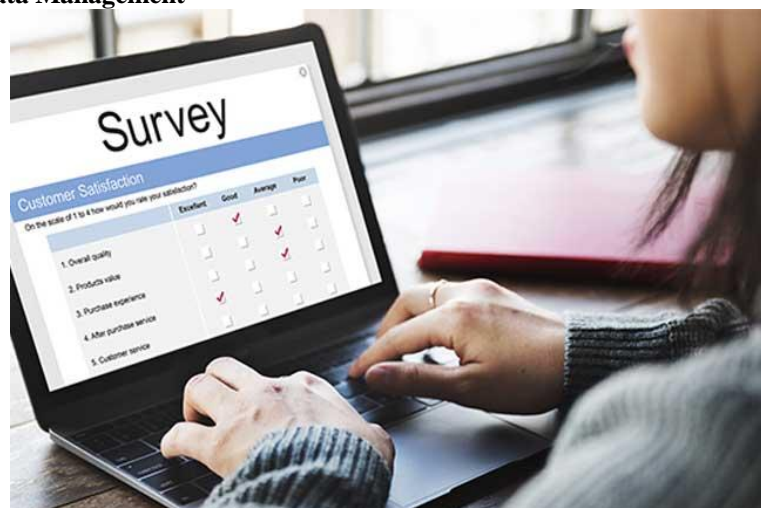 ata Management
Survey
Customer Satisfaction
On the scale of 1 to 4 how would you rate your satisfaction?
Excellent Good Average Poor
1. Overall quality
2. Products value
3. Purchase experience
4. After purchase service
5. Customer service